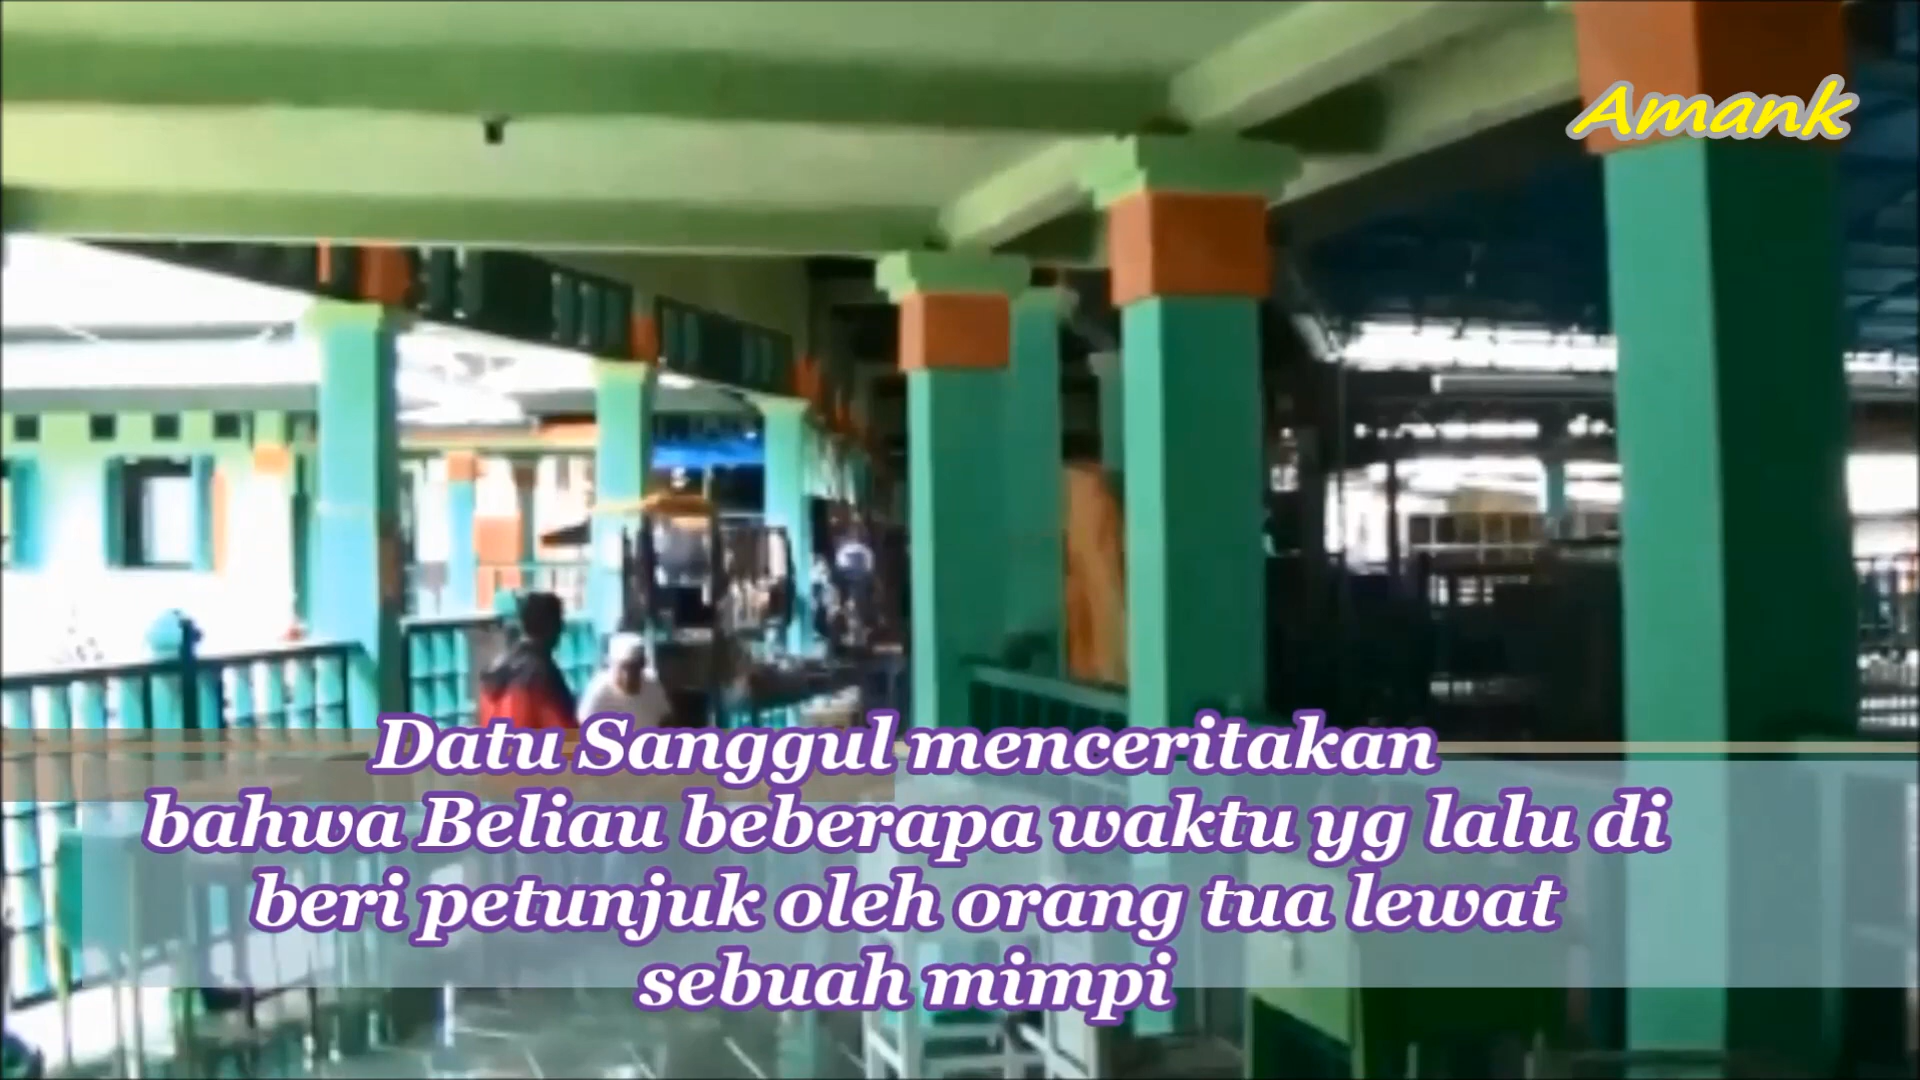 Amank
Datu Sanggul menceritakan
bahwa Beliau beberapa waktu yg lalu di
beri petunjuk oleh orang tua lewat
sebuah mimpi